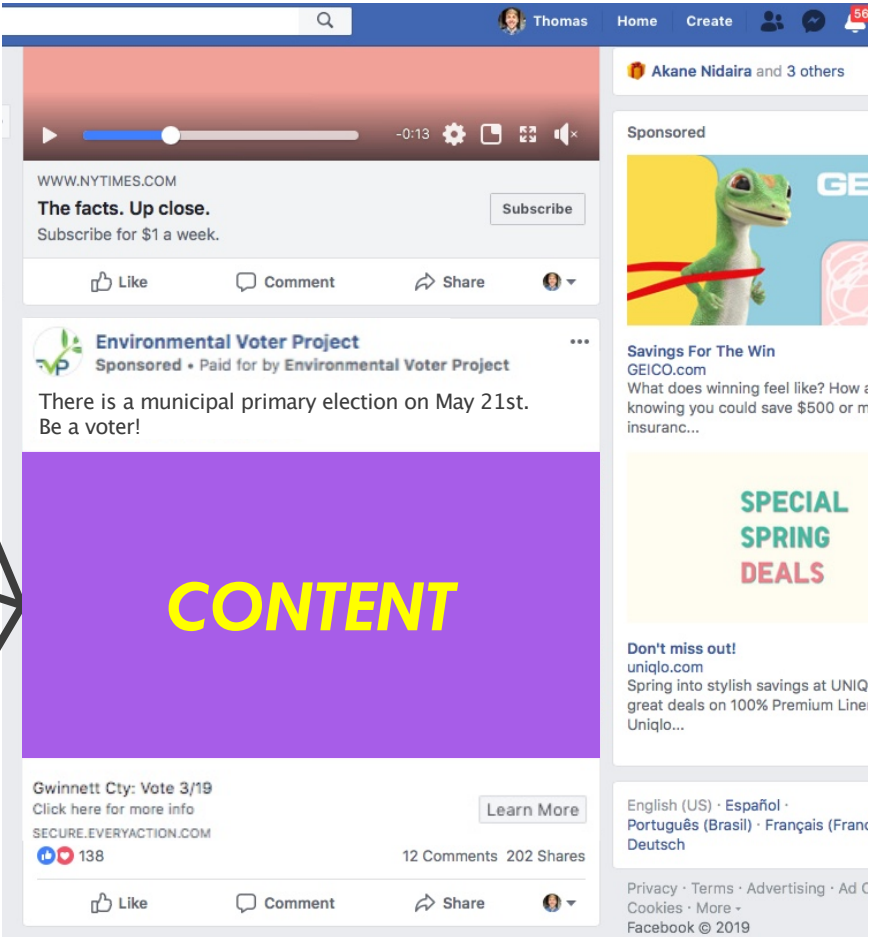 Thomas Home Create 56
-0:13
WWW.NYTIMES.COM
The facts. Up close.
Subscribe for $1 a week.
Subscribe
Like Comment Share
Environmental Voter Project
Sponsored • Paid for by Environmental Voter Project
There is a municipal primary election on May 21st.
Be a voter!
CONTENT
Gwinnett Cty: Vote 3/19
Click here for more info
SECURE.EVERYACTION.COM
Learn More
138 12 Comments 202 Shares
Like Comment Share
Akane Nidaira and 3 others
Sponsored
GE
Savings For The Win
GEICO.com
What does winning feel like? How a
knowing you could save $500 or m
insuranc...
SPECIAL
SPRING
DEALS
Don't miss out!
uniqlo.com
Spring into stylish savings at UNIQ
great deals on 100% Premium Line
Uniqlo...
English (US) · Español ·
Português (Brasil) · Français (Franc
Deutsch
Privacy · Terms · Advertising · Ad C
Cookies · More
Facebook © 2019